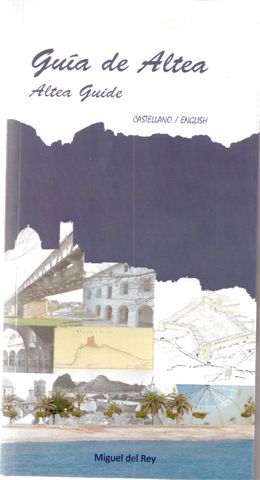 Guía de Altea
Altea Guide
CASTELLANO / ENGLISH
Miguel del Rey